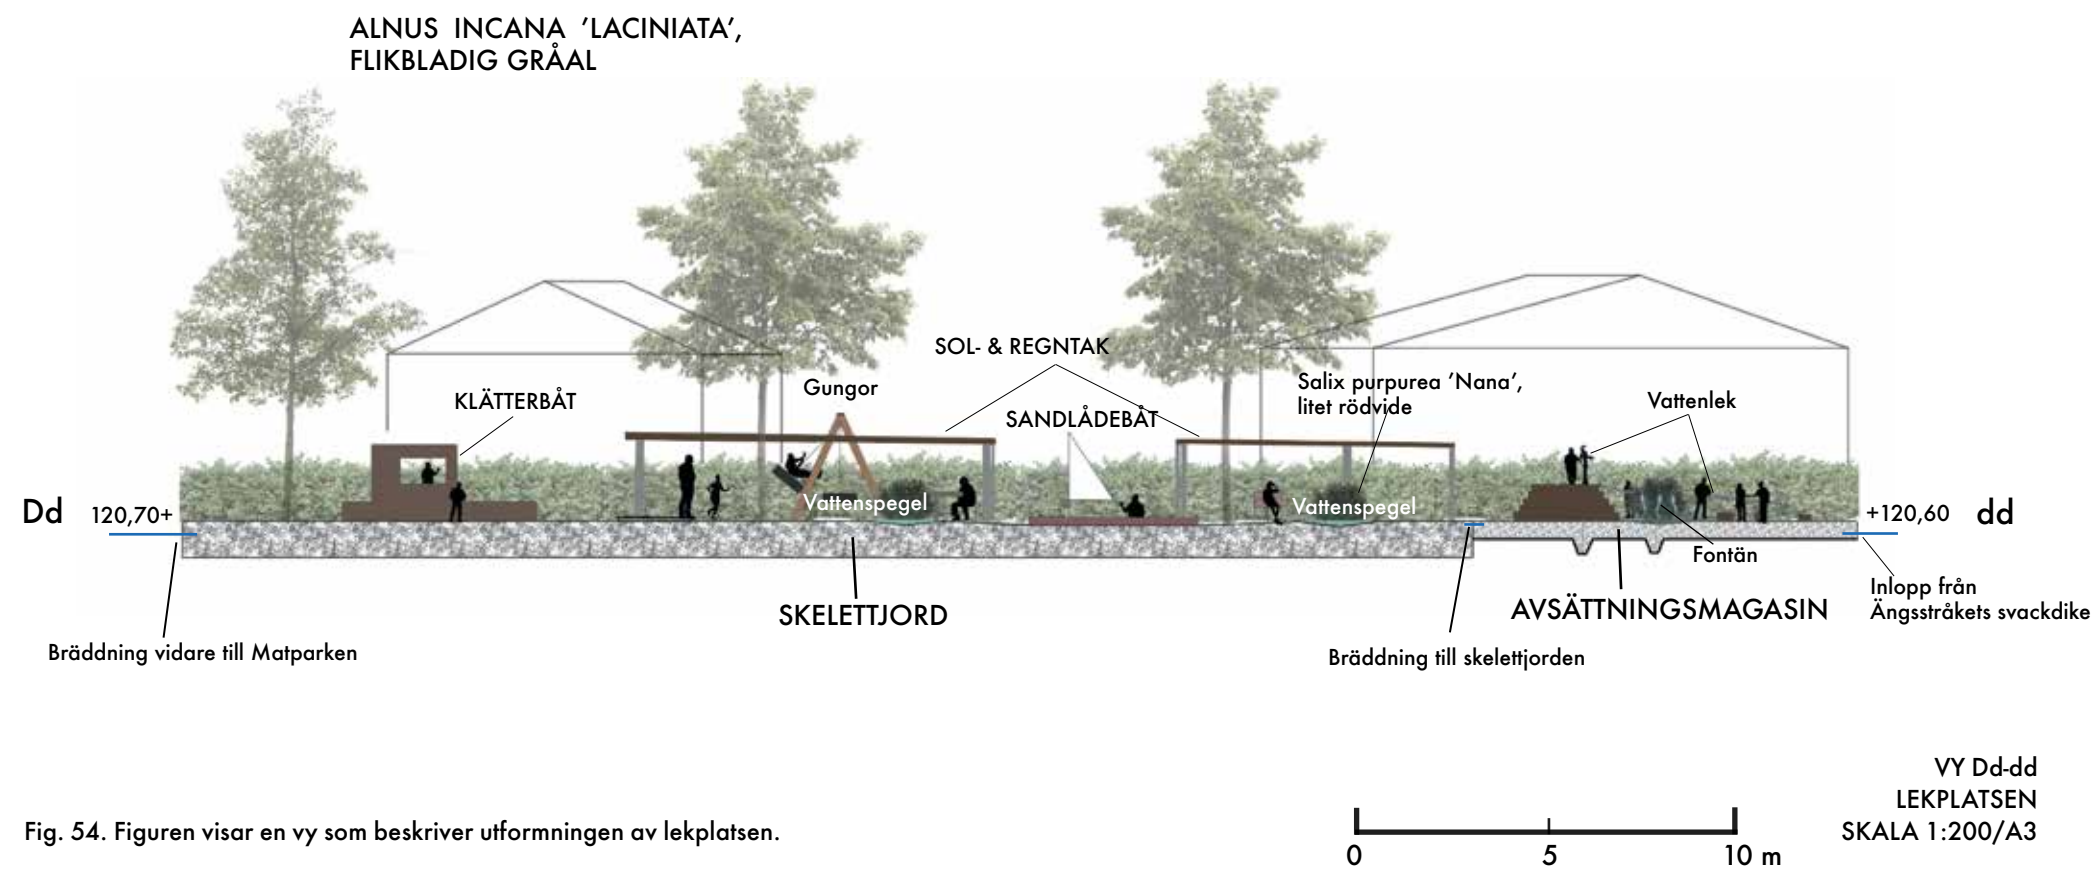 ALNUS INCANA ’LACINIATA’,
FLIKBLADIG GRÅAL
SOL- & REGNTAK
Gungor
KLÄTTERBÅT
SANDLÅDEBÅT
Salix purpurea ’Nana’,
litet rödvide
Vattenlek
Vattenspegel
Vattenspegel
Dd 120,70+
+120,60 dd
Fontän
SKELETTJORD
AVSÄTTNINGSMAGASIN
Inlopp från
Ängsstråkets svackdike
Bräddning vidare till Matparken
Bräddning till skelettjorden
VY Dd-dd
LEKPLATSEN
SKALA 1:200/A3
0 5 10 m
Fig. 54. Figuren visar en vy som beskriver utformningen av lekplatsen.